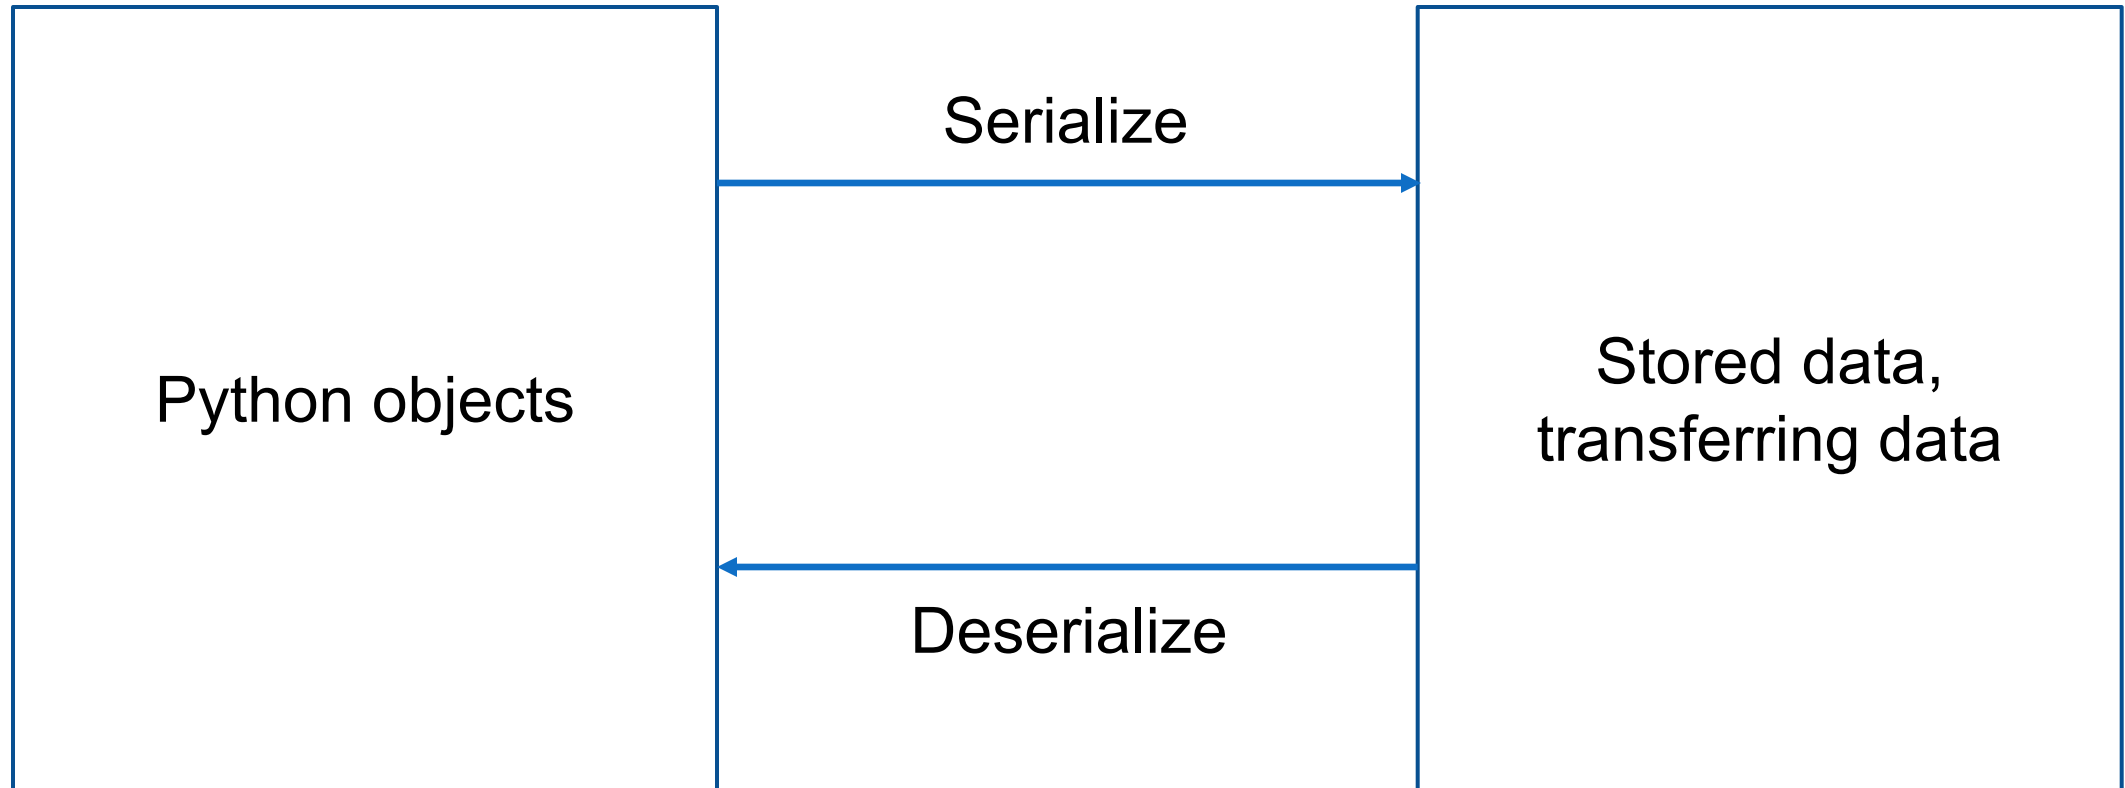 Serialize
Python objects
Stored data,
transferring data
Deserialize